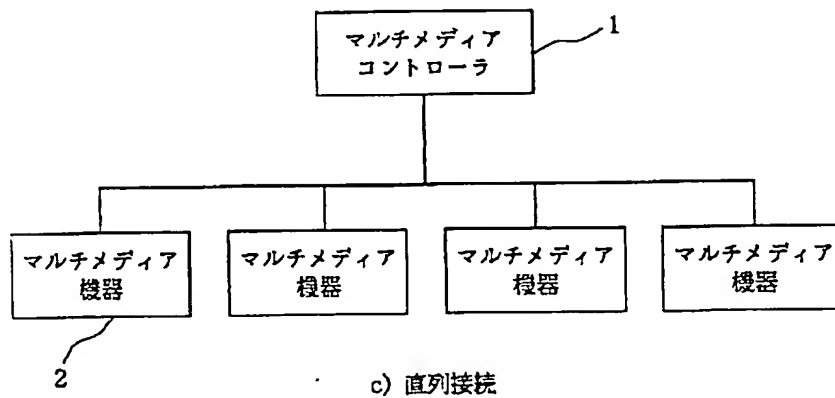 マルチメディア
コントローラ
1
マルチメディア
機器
マルチメディア
機器
マルチメディア
機器
マルチメディア
機器
2
c) 直列接続